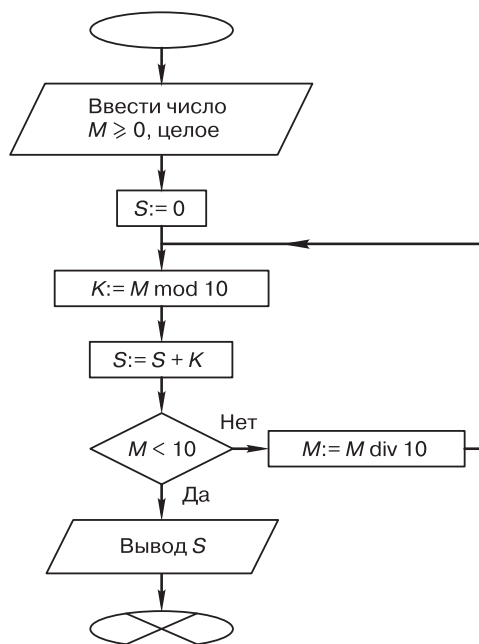 Ввести число
M ⩾ 0, целое
S:= 0
K:= M mod 10
S:= S + K
M < 10
Нет
M:= M div 10
Да
Вывод S